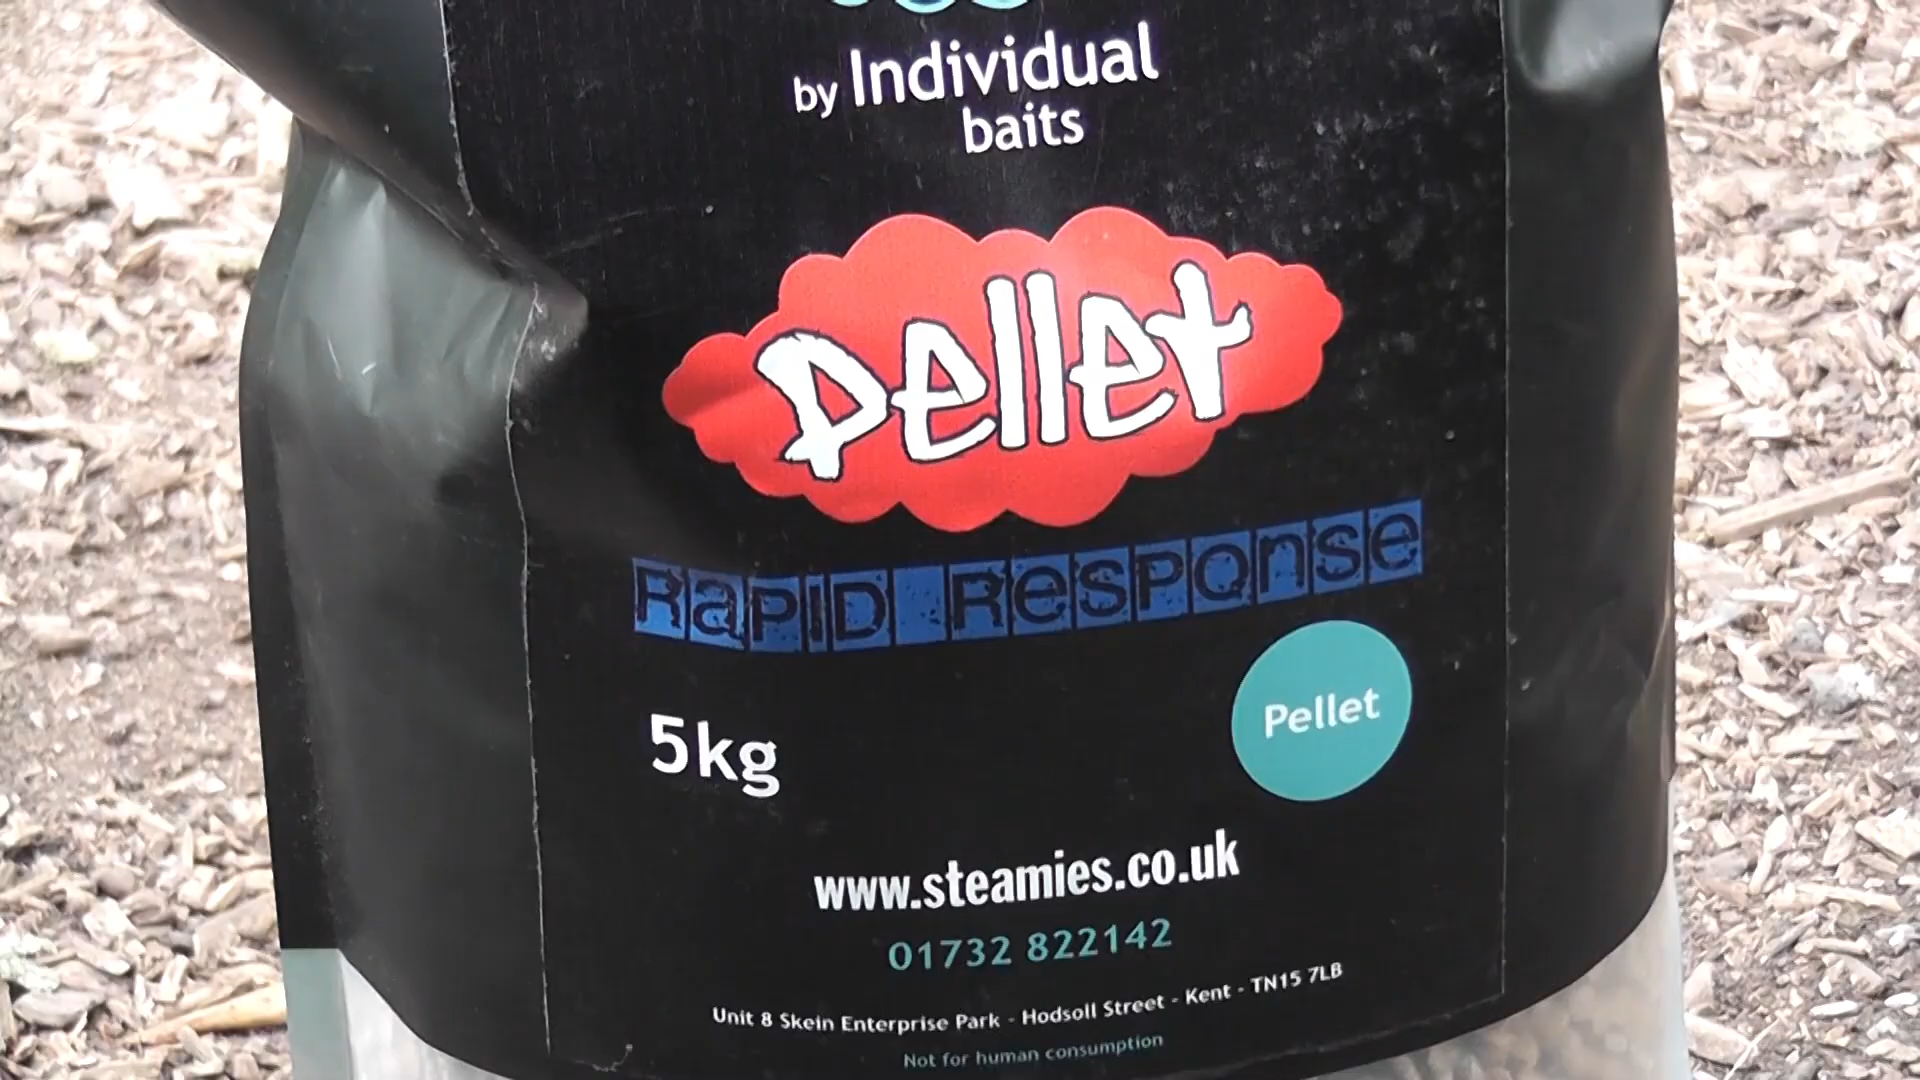 by Individual
baits
Pellet
RAPID RESPONSE
5kg
Pellet
www.steamies.co.uk
01732 822142
Unit 8 Skein Enterprise Park - Hodsoll Street - Kent - TN15 7LB
Not for human consumption